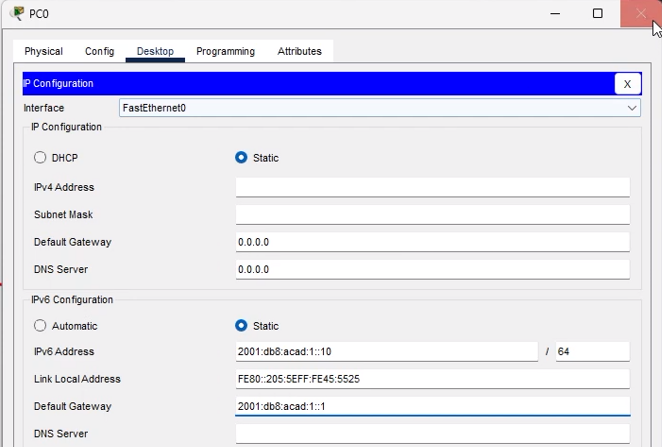 PC0
Physical Config Desktop Programming Attributes
IP Configuration X
Interface FastEthernet0
IP Configuration
DHCP Static
IPv4 Address
Subnet Mask
Default Gateway 0.0.0.0
DNS Server 0.0.0.0
IPv6 Configuration
Automatic Static
IPv6 Address 2001:db8:acad:1::10 / 64
Link Local Address FE80::205:5EFF:FE45:5525
Default Gateway 2001:db8:acad:1::1
DNS Server